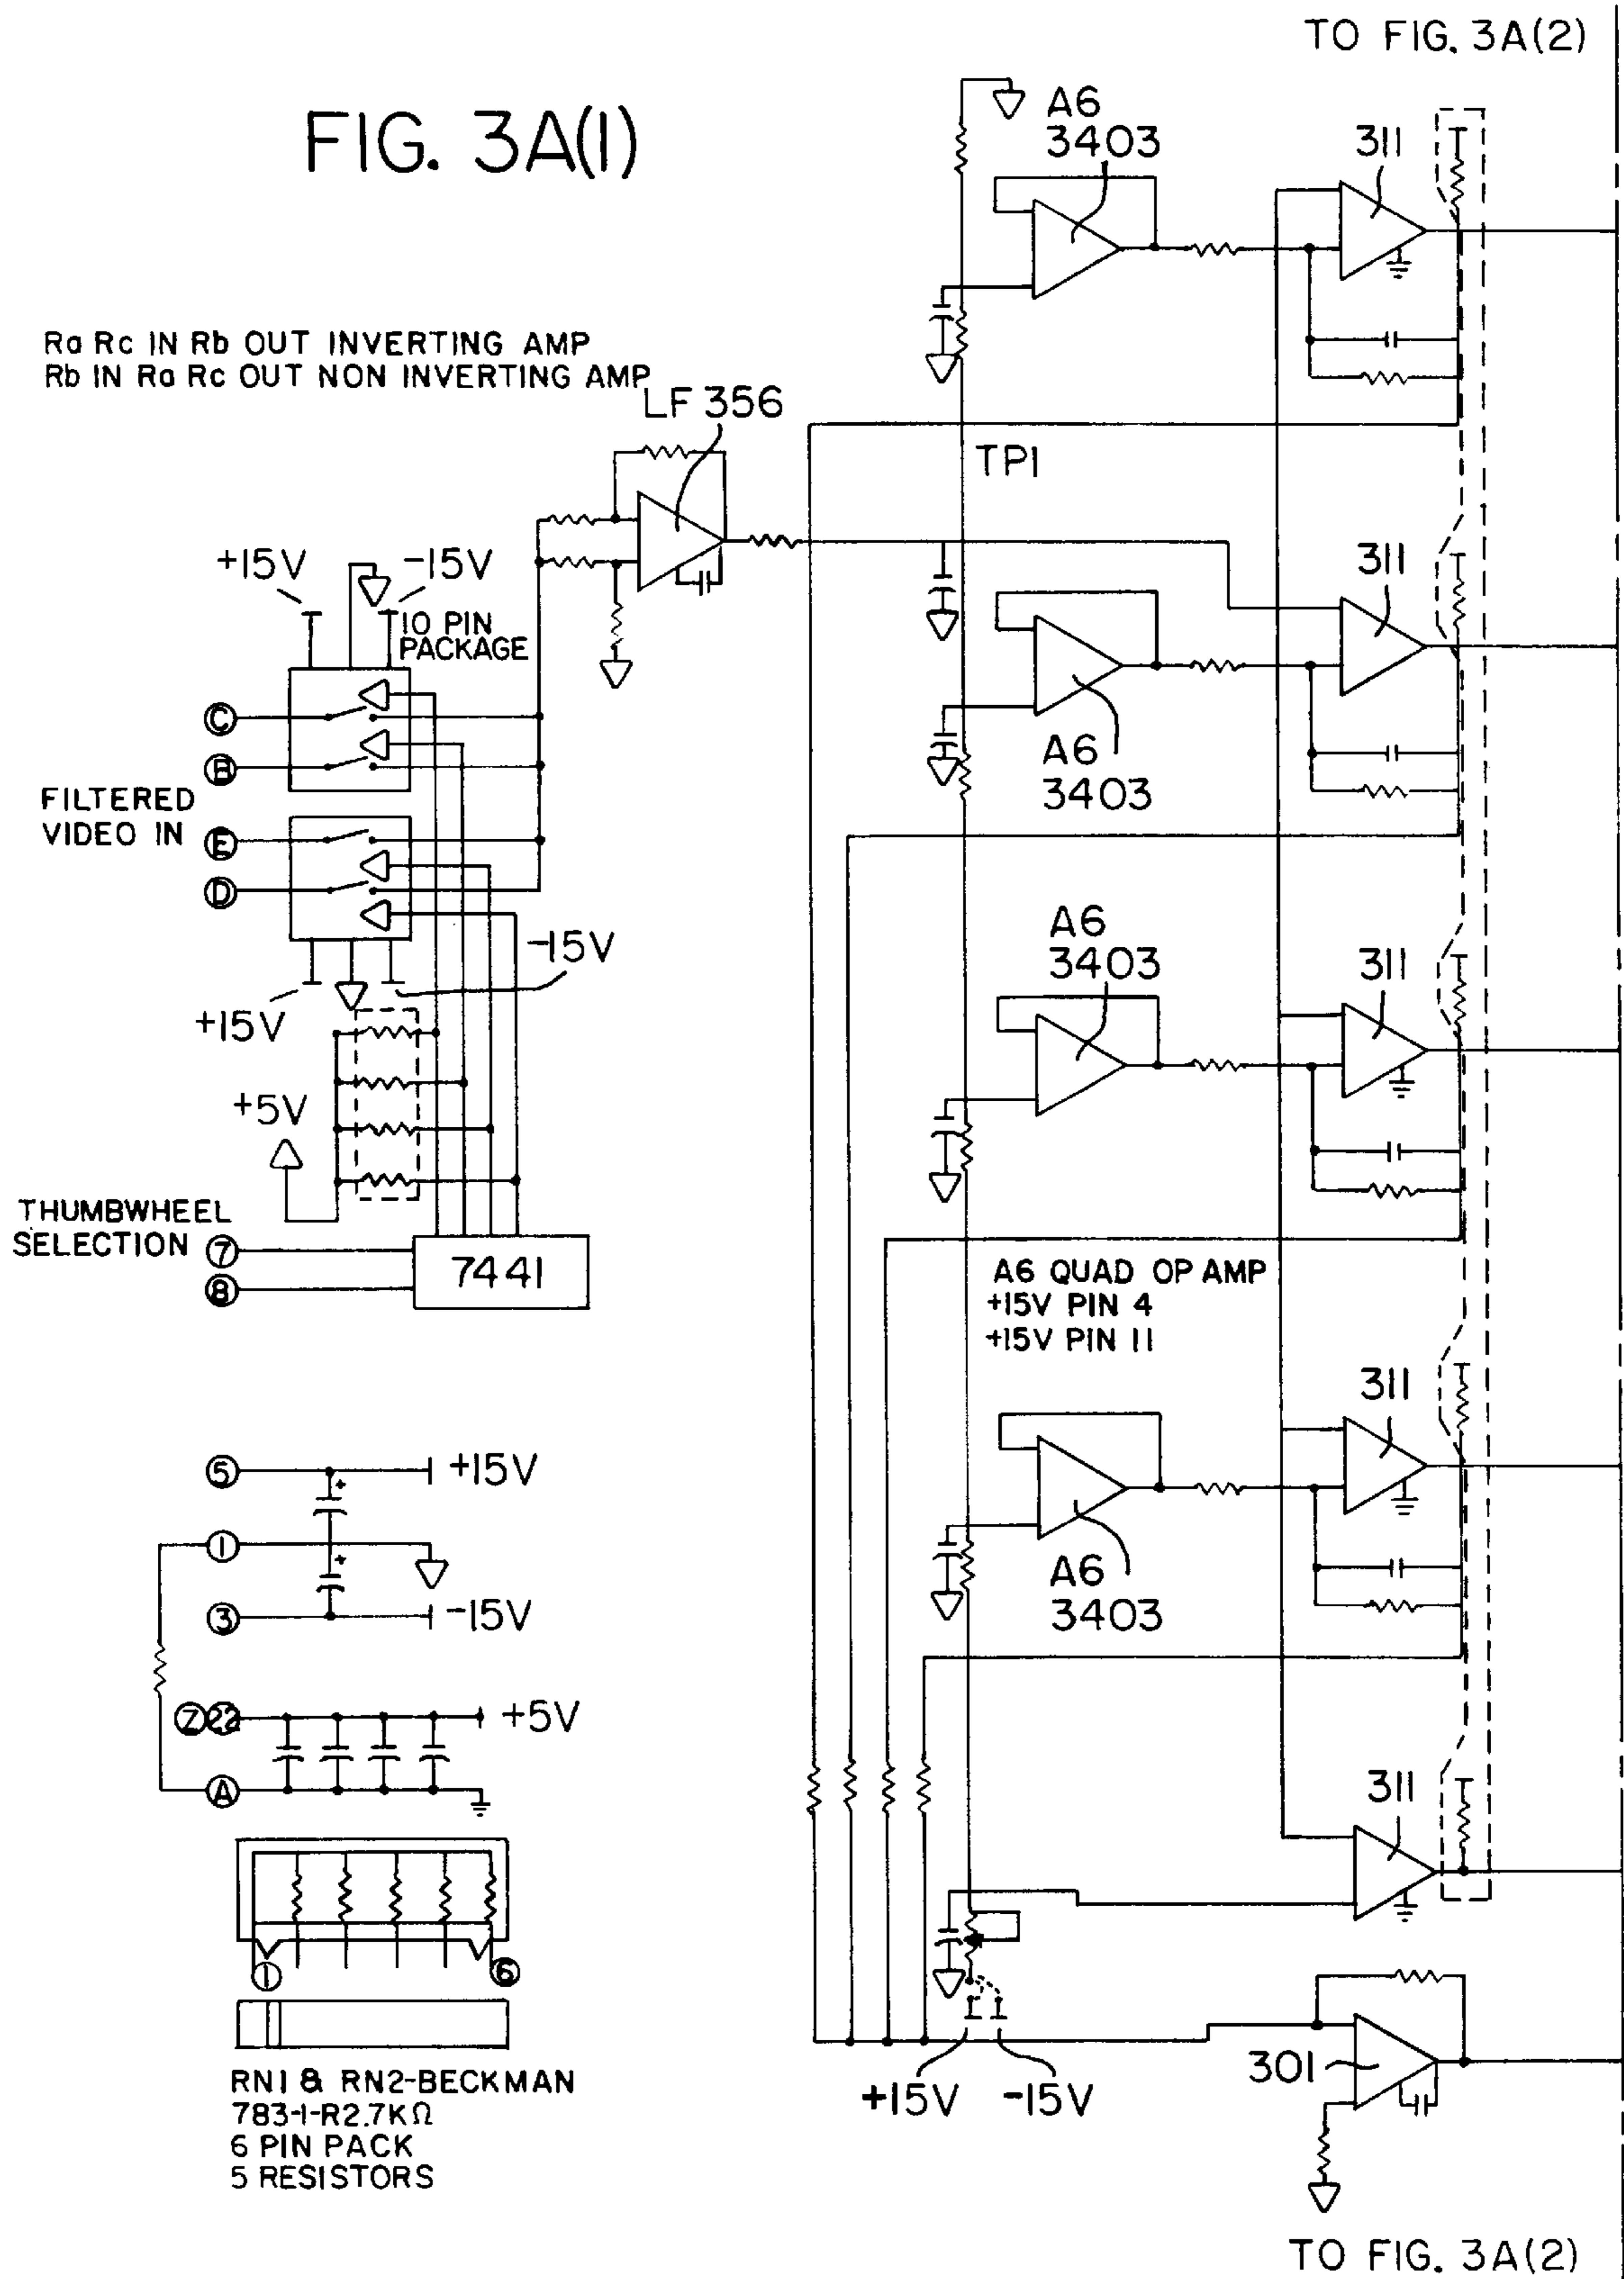 TO FIG. 3A(2)
FIG. 3A(1)
A6
3403
311
Ra Rc IN Rb OUT INVERTING AMP
Rb IN Ra Rc OUT NON INVERTING AMP
LF 356
TP1
+15V
-15V
10 PIN
PACKAGE
311
C
B
A6
3403
FILTERED
VIDEO IN
E
D
A6
3403
311
-15V
+15V
+5V
THUMBWHEEL
SELECTION
7
8
7441
A6 QUAD OP AMP
+15V PIN 4
+15V PIN 11
311
5
+
+15V
1
+
3
-15V
A6
3403
Z 22
+5V
A
311
1
6
RN1 & RN2-BECKMAN
783-1-R2.7KΩ
6 PIN PACK
5 RESISTORS
+15V
-15V
301
TO FIG. 3A(2)